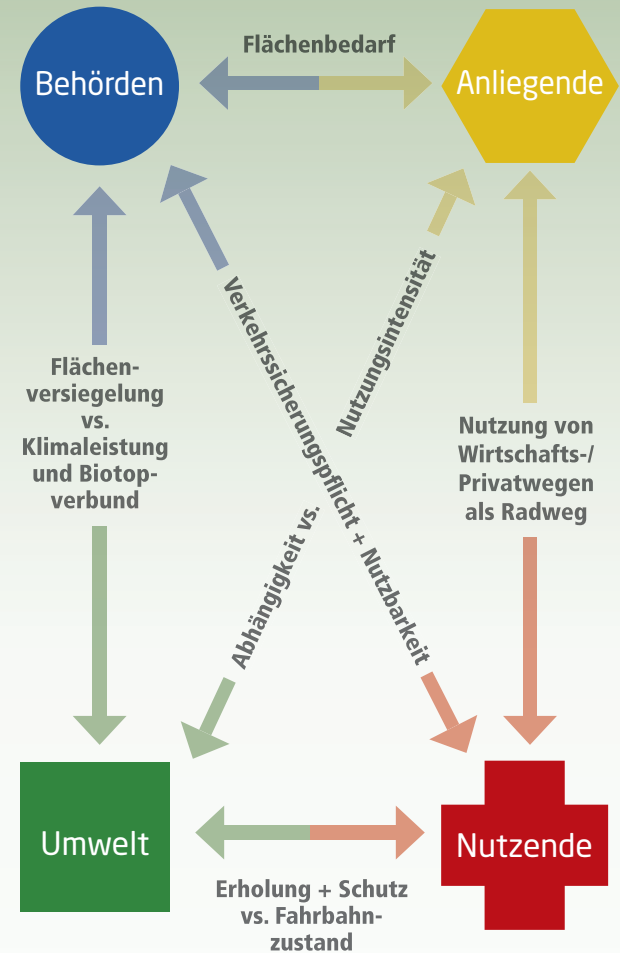 Flächenbedarf
Behörden
Anliegende
Verkehrssicherungspflicht + Nutzbarkeit
Abhängigkeit vs. Nutzungsintensität
Flächen-
versiegelung
vs.
Klimaleistung
und Biotop-
verbund
Nutzung von
Wirtschafts-/
Privatwegen
als Radweg
Umwelt
Nutzende
Erholung + Schutz
vs. Fahrbahn-
zustand